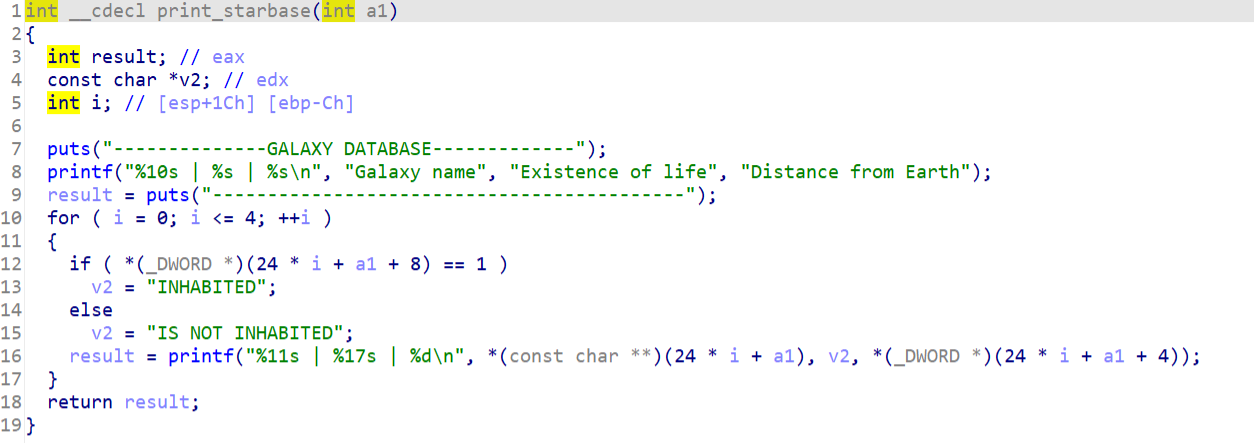 1 int __cdecl print_starbase(int a1)
2 {
3   int result; // eax
4   const char *v2; // edx
5   int i; // [esp+1Ch] [ebp-Ch]
6
7   puts("--------------GALAXY DATABASE-------------");
8   printf("%10s | %s | %s\n", "Galaxy name", "Existence of life", "Distance from Earth");
9   result = puts("-------------------------------------------");
10   for ( i = 0; i <= 4; ++i )
11   {
12     if ( *(_DWORD *)(24 * i + a1 + 8) == 1 )
13       v2 = "INHABITED";
14     else
15       v2 = "IS NOT INHABITED";
16     result = printf("%11s | %17s | %d\n", *(const char **)(24 * i + a1), v2, *(_DWORD *)(24 * i + a1 + 4));
17   }
18   return result;
19 }